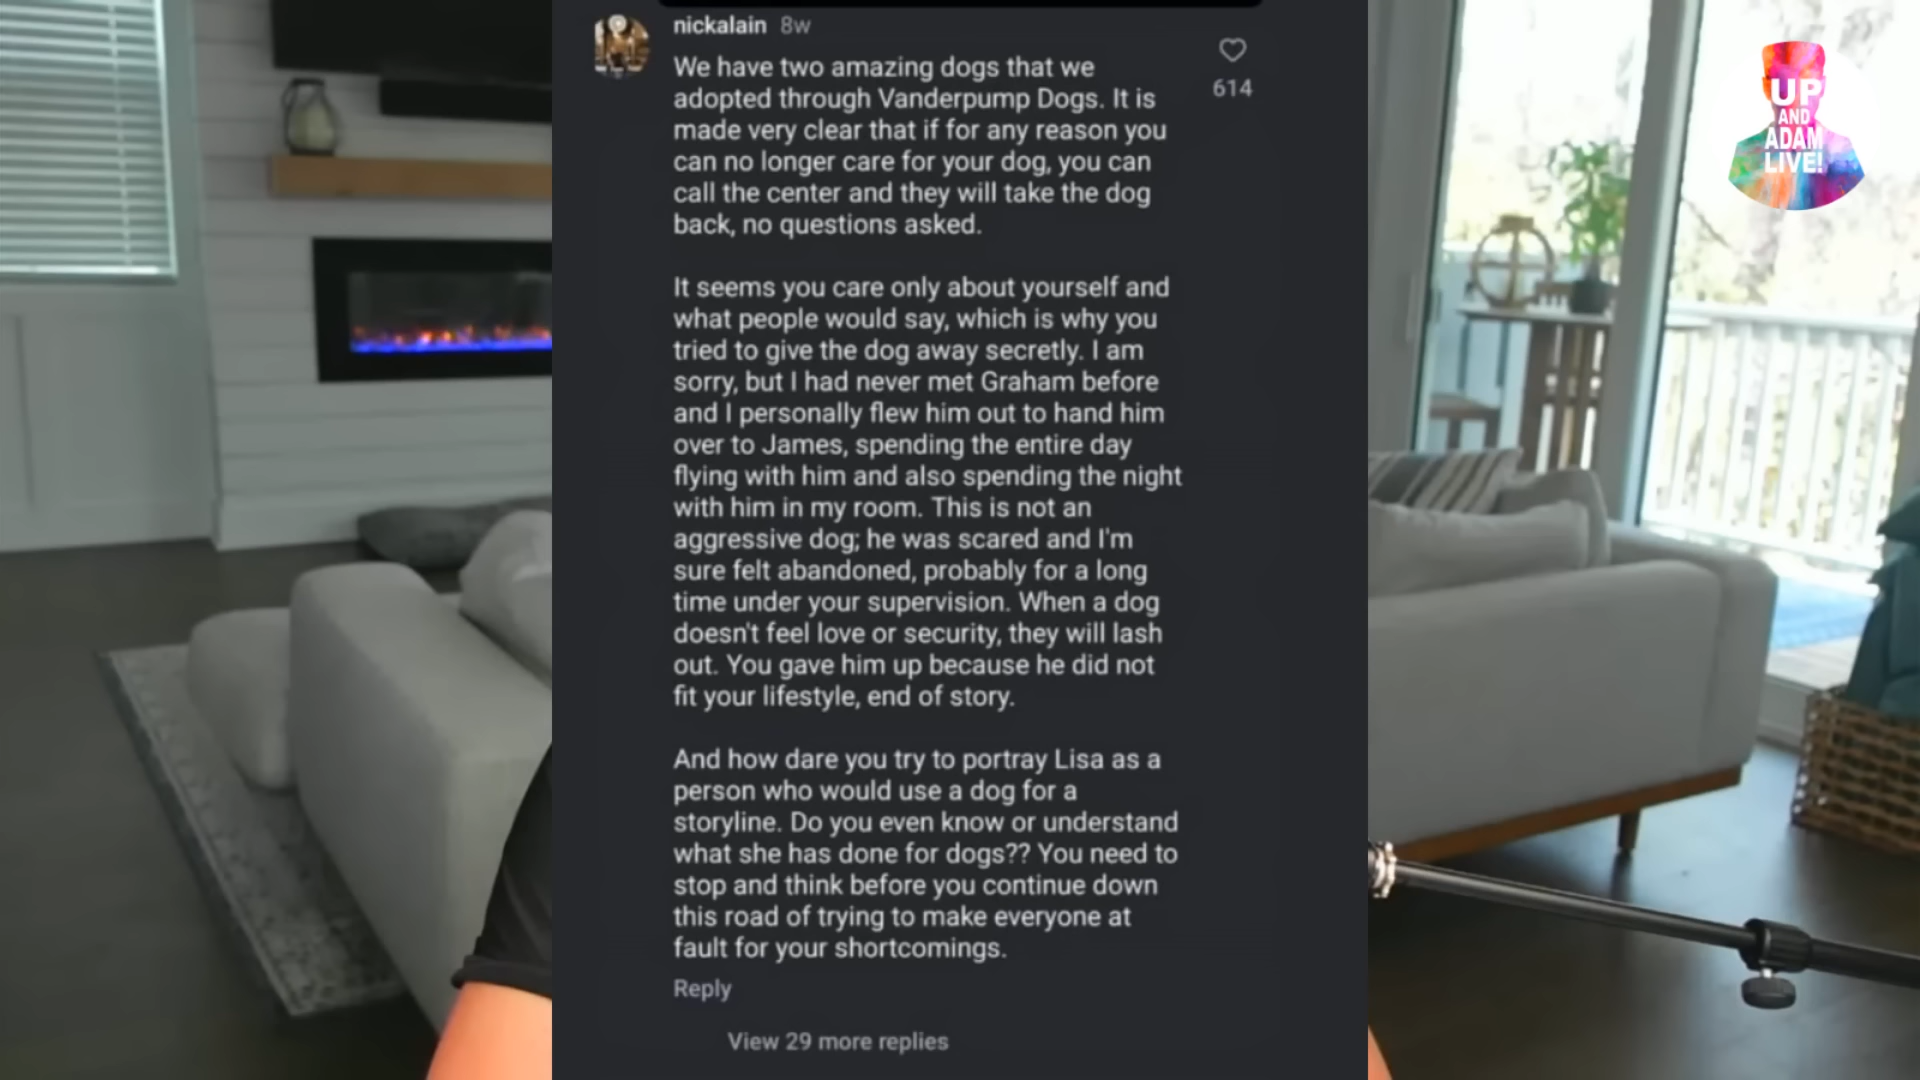 nickalain 8w
We have two amazing dogs that we
adopted through Vanderpump Dogs. It is
made very clear that if for any reason you
can no longer care for your dog, you can
call the center and they will take the dog
back, no questions asked.
It seems you care only about yourself and
what people would say, which is why you
tried to give the dog away secretly. I am
sorry, but I had never met Graham before
and I personally flew him out to hand him
over to James, spending the entire day
flying with him and also spending the night
with him in my room. This is not an
aggressive dog; he was scared and I'm
sure felt abandoned, probably for a long
time under your supervision. When a dog
doesn't feel love or security, they will lash
out. You gave him up because he did not
fit your lifestyle, end of story.
And how dare you try to portray Lisa as a
person who would use a dog for a
storyline. Do you even know or understand
what she has done for dogs?? You need to
stop and think before you continue down
this road of trying to make everyone at
fault for your shortcomings.
Reply
View 29 more replies
614
UP
AND
ADAM
LIVE!